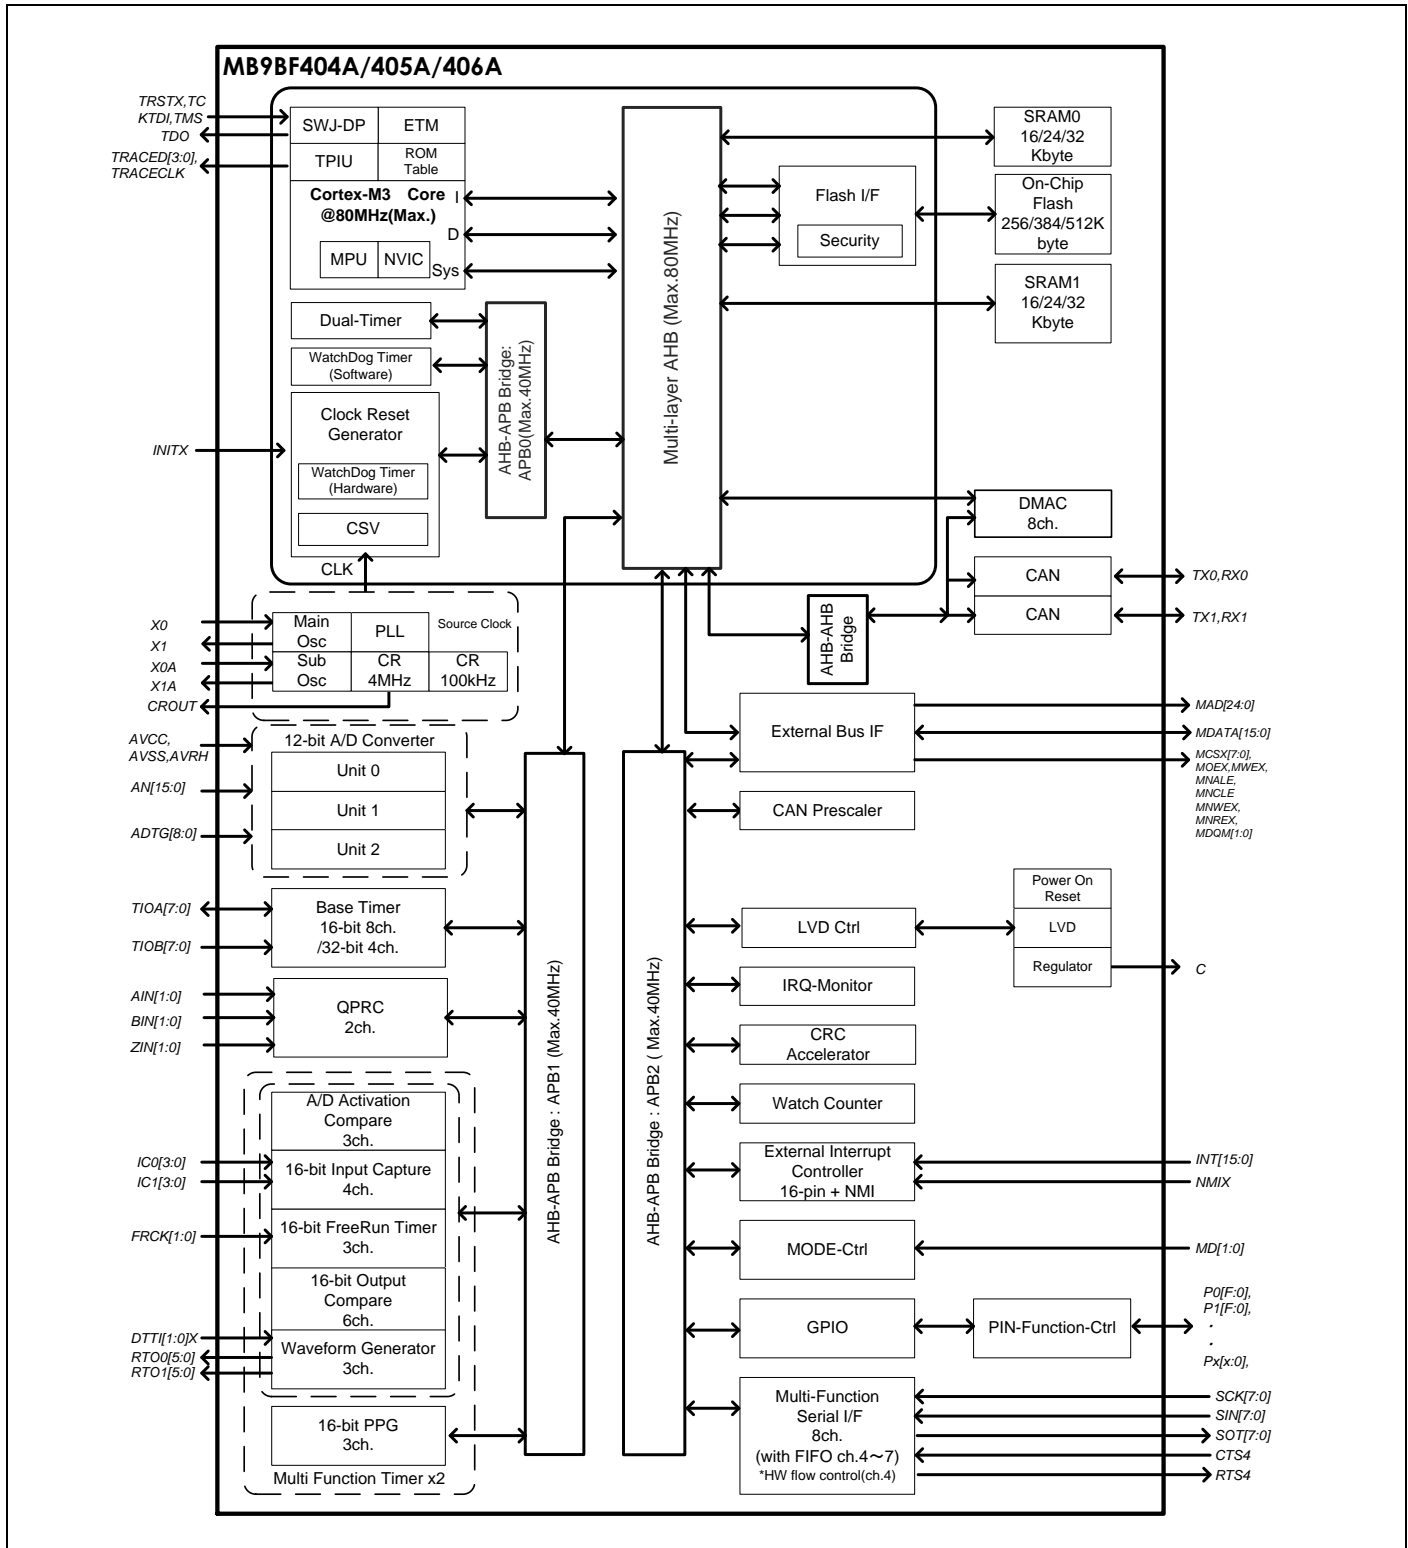 MB9BF404A/405A/406A
TRSTX,TC
KTDI,TMS
TDO
TRACED[3:0],
TRACECLK
SWJ-DP
ETM
TPIU
ROM
Table
Cortex-M3 Core
@80MHz(Max.)
I
D
Sys
MPU
NVIC
Dual-Timer
WatchDog Timer
(Software)
Clock Reset
Generator
WatchDog Timer
(Hardware)
CSV
INITX
CLK
AHB-APB Bridge:
APB0(Max.40MHz)
Multi-layer AHB (Max.80MHz)
Flash I/F
Security
SRAM0
16/24/32
Kbyte
On-Chip
Flash
256/384/512K
byte
SRAM1
16/24/32
Kbyte
DMAC
8ch.
CAN
CAN
TX0,RX0
TX1,RX1
AHB-AHB
Bridge
X0
X1
X0A
X1A
CROUT
Main
Osc
PLL
Source Clock
Sub
Osc
CR
4MHz
CR
100kHz
AVCC,
AVSS,AVRH
AN[15:0]
ADTG[8:0]
12-bit A/D Converter
Unit 0
Unit 1
Unit 2
TIOA[7:0]
TIOB[7:0]
Base Timer
16-bit 8ch.
/32-bit 4ch.
AIN[1:0]
BIN[1:0]
ZIN[1:0]
QPRC
2ch.
A/D Activation
Compare
3ch.
IC0[3:0]
IC1[3:0]
16-bit Input Capture
4ch.
FRCK[1:0]
16-bit FreeRun Timer
3ch.
16-bit Output
Compare
6ch.
DTTI[1:0]X
RTO0[5:0]
RTO1[5:0]
Waveform Generator
3ch.
16-bit PPG
3ch.
Multi Function Timer x2
AHB-APB Bridge : APB1 (Max.40MHz)
AHB-APB Bridge : APB2 ( Max.40MHz)
External Bus IF
MAD[24:0]
MDATA[15:0]
MCSX[7:0],
MOEX,MWEX,
MNALE,
MNCLE
MNWEX,
MNREX,
MDQM[1:0]
CAN Prescaler
LVD Ctrl
Power On
Reset
LVD
Regulator
C
IRQ-Monitor
CRC
Accelerator
Watch Counter
External Interrupt
Controller
16-pin + NMI
INT[15:0]
NMIX
MODE-Ctrl
MD[1:0]
GPIO
PIN-Function-Ctrl
P0[F:0],
P1[F:0],
・
・
Px[x:0],
Multi-Function
Serial I/F
8ch.
(with FIFO ch.4～7)
*HW flow control(ch.4)
SCK[7:0]
SIN[7:0]
SOT[7:0]
CTS4
RTS4